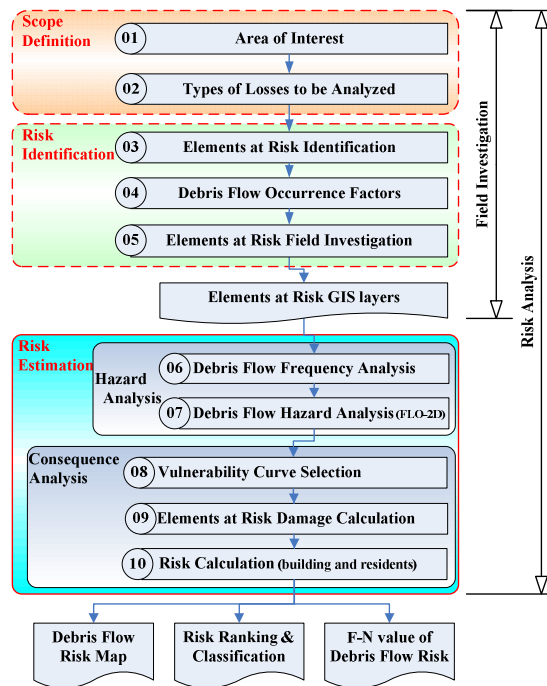 Scope
Definition
01 Area of Interest
02 Types of Losses to be Analyzed
Risk
Identification
03 Elements at Risk Identification
04 Debris Flow Occurrence Factors
05 Elements at Risk Field Investigation
Elements at Risk GIS layers
Field Investigation
Risk Analysis
Risk
Estimation
Hazard
Analysis
06 Debris Flow Frequency Analysis
07 Debris Flow Hazard Analysis (FLO-2D)
Consequence
Analysis
08 Vulnerability Curve Selection
09 Elements at Risk Damage Calculation
10 Risk Calculation (building and residents)
Debris Flow
Risk Map
Risk Ranking &
Classification
F-N value of
Debris Flow Risk